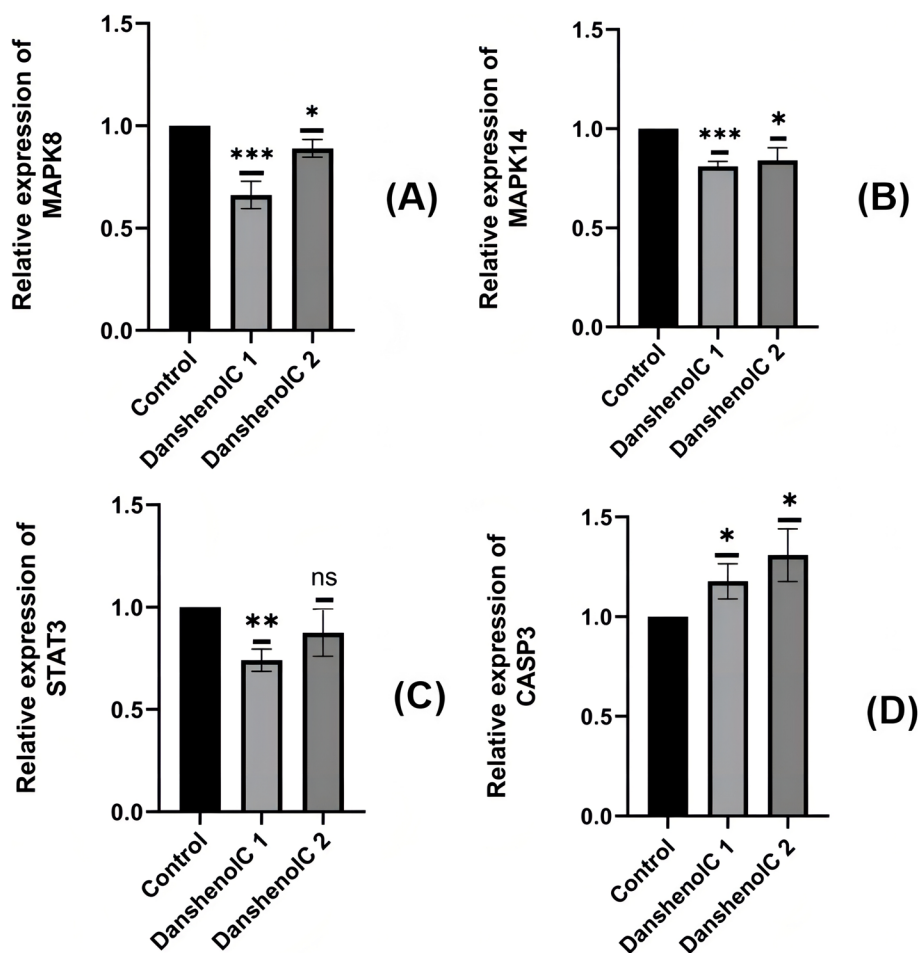 Relative expression of
MAPK8
1.5
1.0
0.5
0.0
***
*
Control
DanshenolC 1
DanshenolC 2
(A)
Relative expression of
MAPK14
1.5
1.0
0.5
0.0
***
*
Control
DanshenolC 1
DanshenolC 2
(B)
Relative expression of
STAT3
1.5
1.0
0.5
0.0
**
ns
Control
DanshenolC 1
DanshenolC 2
(C)
Relative expression of
CASP3
1.5
1.0
0.5
0.0
*
*
Control
DanshenolC 1
DanshenolC 2
(D)